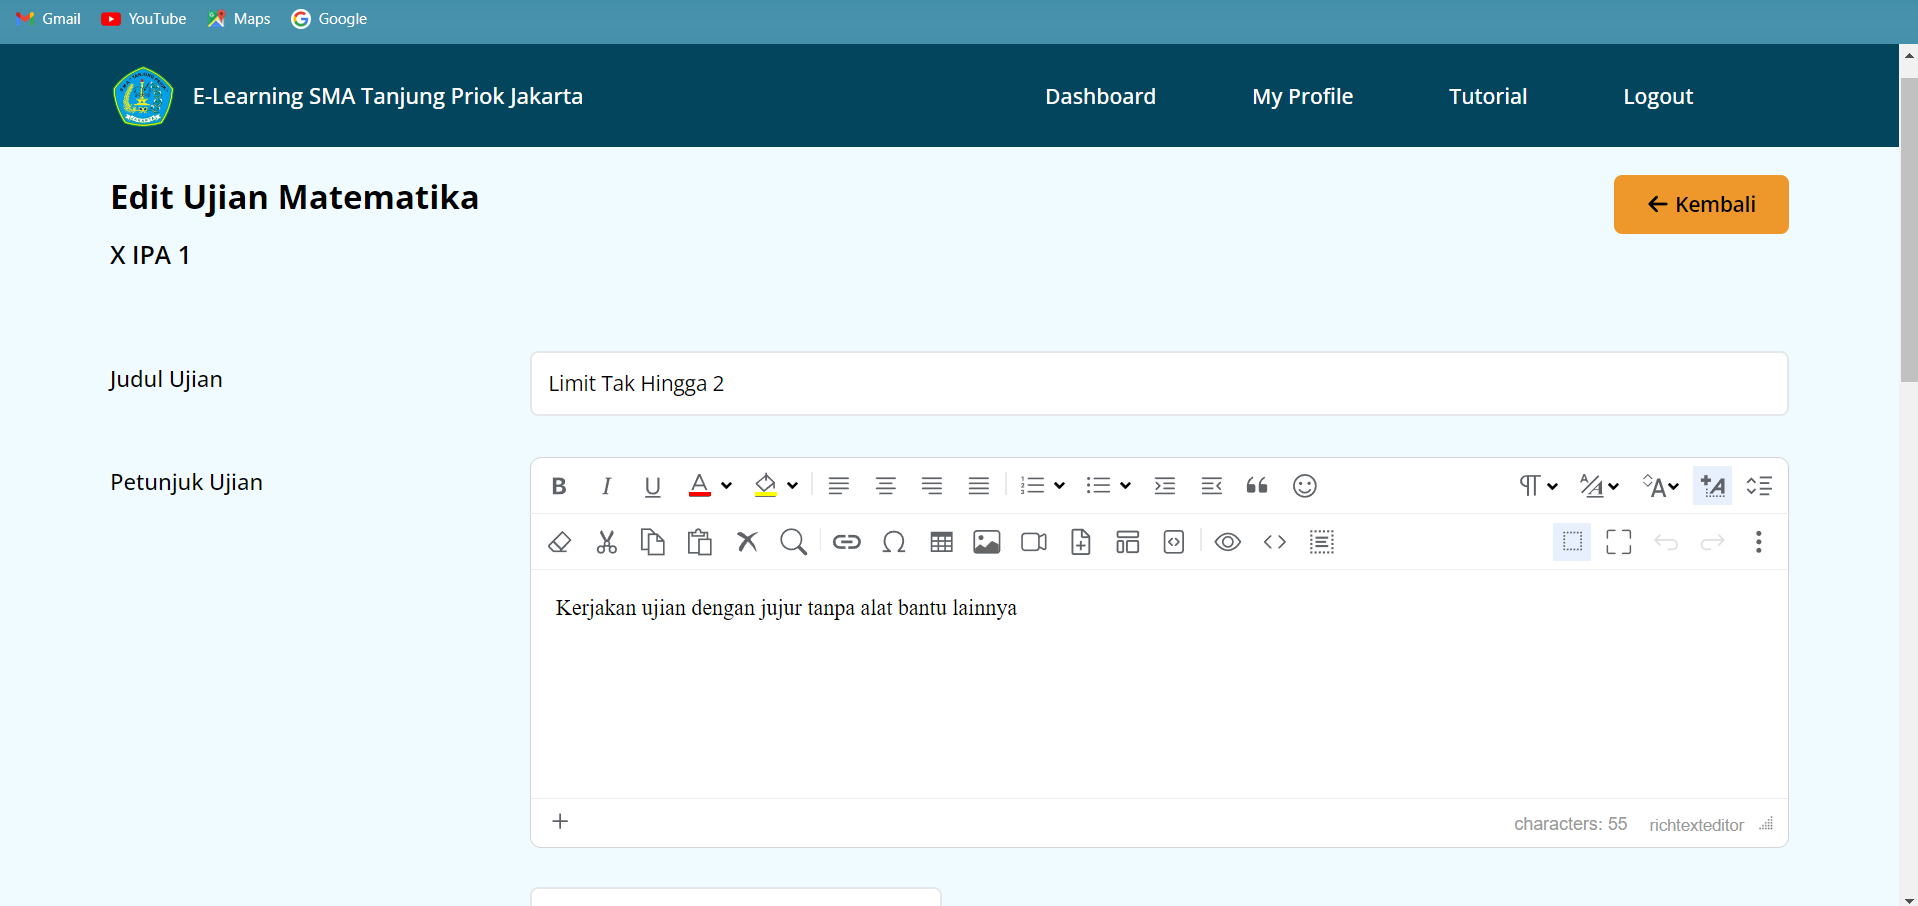 Gmail YouTube Maps Google
E-Learning SMA Tanjung Priok Jakarta Dashboard My Profile Tutorial Logout
Edit Ujian Matematika
Kembali
X IPA 1
Judul Ujian
Limit Tak Hingga 2
Petunjuk Ujian
Kerjakan ujian dengan jujur tanpa alat bantu lainnya
characters: 55 richtexteditor